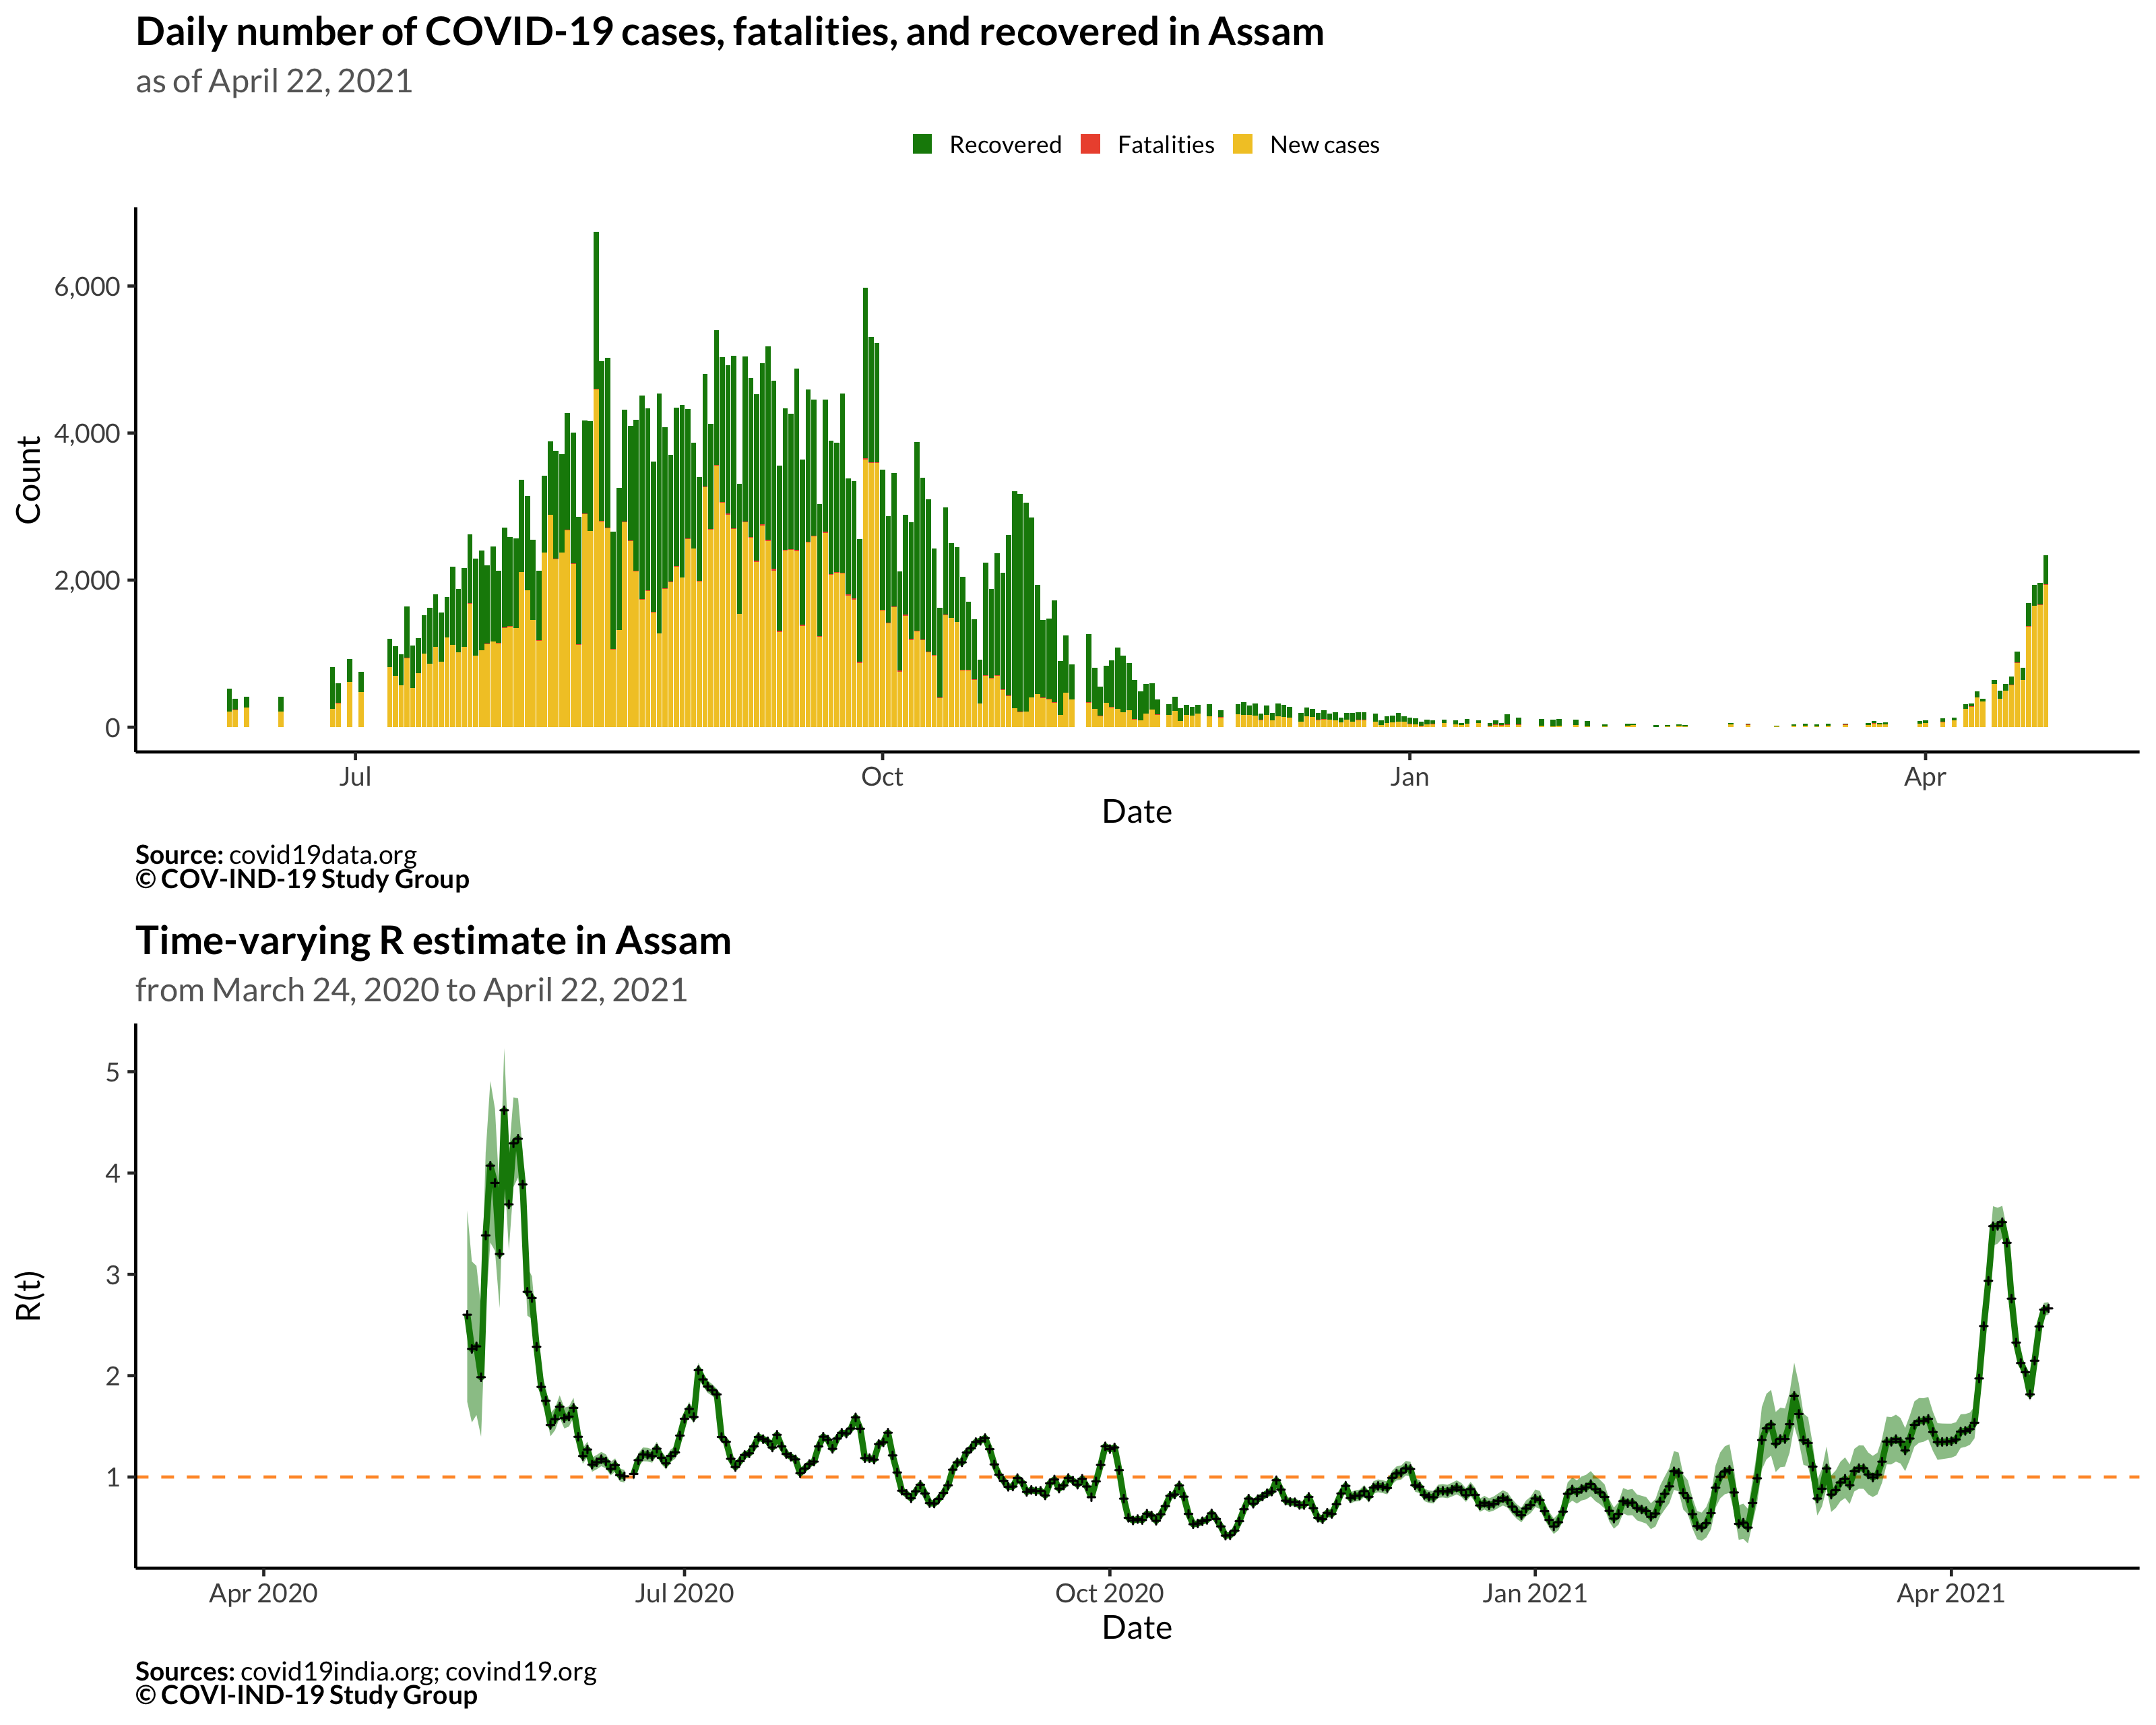 Daily number of COVID-19 cases, fatalities, and recovered in Assam
as of April 22, 2021
Recovered Fatalities New cases
Count
6,000
4,000
2,000
0
Jul Oct Jan Apr
Date
Source: covid19data.org
© COV-IND-19 Study Group
Time-varying R estimate in Assam
from March 24, 2020 to April 22, 2021
R(t)
5
4
3
2
1
Apr 2020 Jul 2020 Oct 2020 Jan 2021 Apr 2021
Date
Sources: covid19india.org; covind19.org
© COVI-IND-19 Study Group